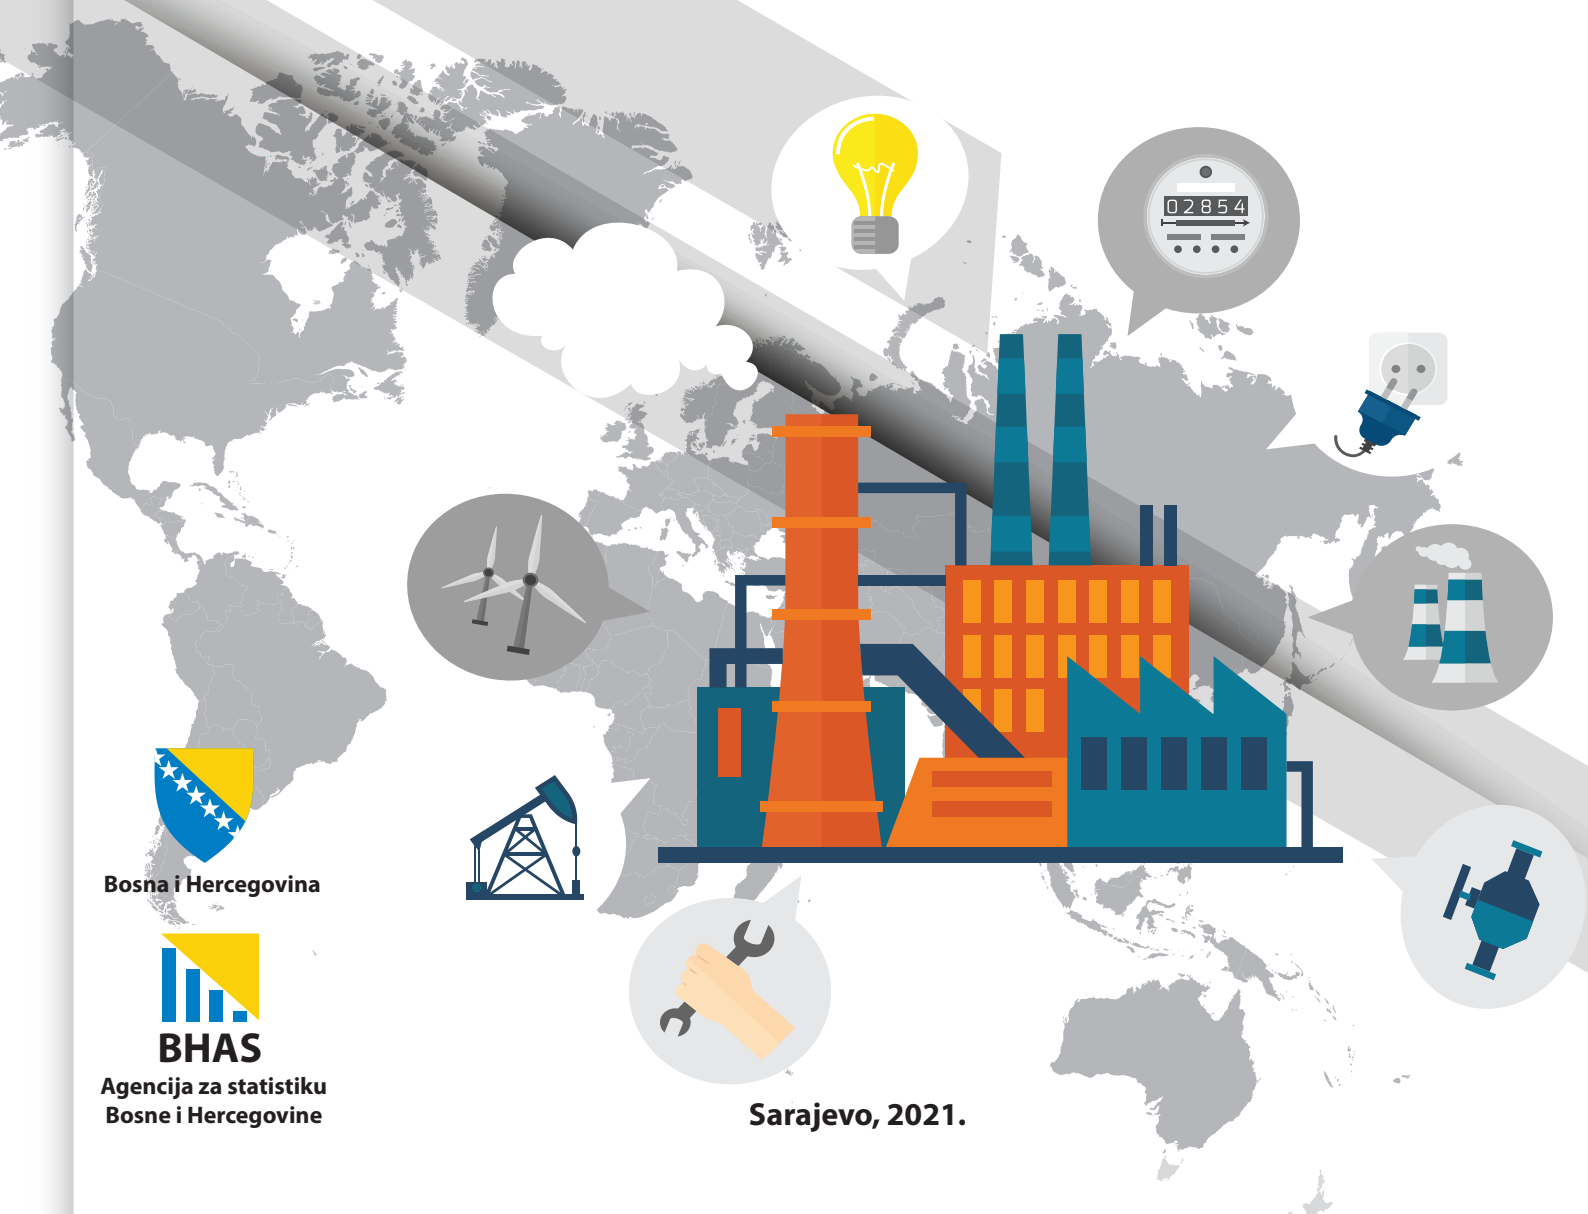 02854
Bosna i Hercegovina
BHAS
Agencija za statistiku
Bosne i Hercegovine
Sarajevo, 2021.